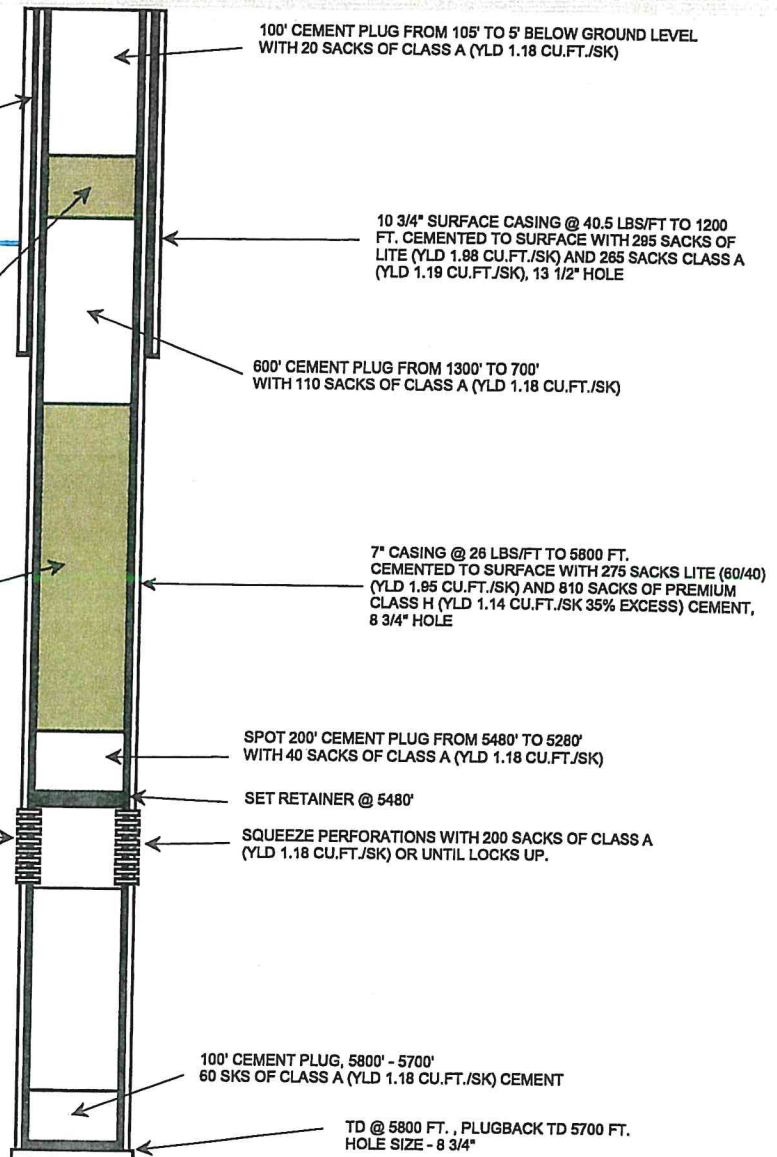 100' CEMENT PLUG FROM 105' TO 5' BELOW GROUND LEVEL
WITH 20 SACKS OF CLASS A (YLD 1.18 CU.FT./SK)
10 3/4" SURFACE CASING @ 40.5 LBS/FT TO 1200
FT. CEMENTED TO SURFACE WITH 295 SACKS OF
LITE (YLD 1.98 CU.FT./SK) AND 265 SACKS CLASS A
(YLD 1.19 CU.FT./SK), 13 1/2" HOLE
600' CEMENT PLUG FROM 1300' TO 700'
WITH 110 SACKS OF CLASS A (YLD 1.18 CU.FT./SK)
7" CASING @ 26 LBS/FT TO 5800 FT.
CEMENTED TO SURFACE WITH 275 SACKS LITE (60/40)
(YLD 1.95 CU.FT./SK) AND 810 SACKS OF PREMIUM
CLASS H (YLD 1.14 CU.FT./SK 35% EXCESS) CEMENT,
8 3/4" HOLE
SPOT 200' CEMENT PLUG FROM 5480' TO 5280'
WITH 40 SACKS OF CLASS A (YLD 1.18 CU.FT./SK)
SET RETAINER @ 5480'
SQUEEZE PERFORATIONS WITH 200 SACKS OF CLASS A
(YLD 1.18 CU.FT./SK) OR UNTIL LOCKS UP.
100' CEMENT PLUG, 5800' - 5700'
60 SKS OF CLASS A (YLD 1.18 CU.FT./SK) CEMENT
TD @ 5800 FT. , PLUGBACK TD 5700 FT.
HOLE SIZE - 8 3/4"